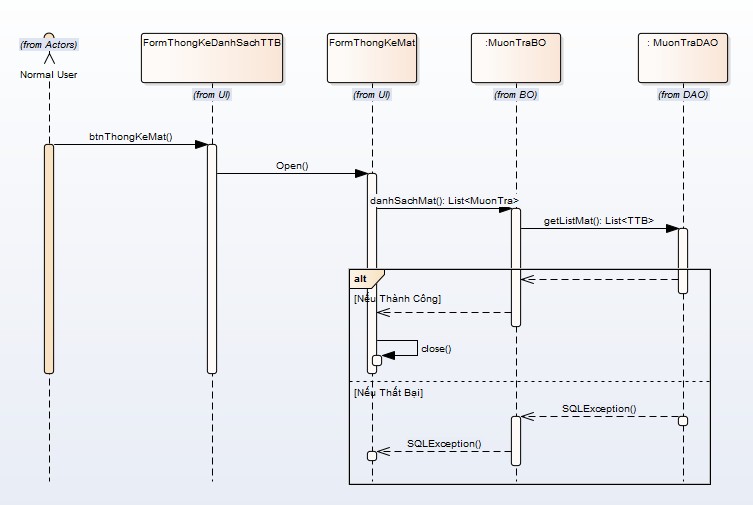 (from Actors)
Normal User
FormThongKeDanhSachTTB
(from UI)
FormThongKeMat
(from UI)
:MuonTraBO
(from BO)
: MuonTraDAO
(from DAO)
btnThongKeMat()
Open()
danhSachMat(): List<MuonTra>
getListMat(): List<TTB>
alt
[Nếu Thành Công]
close()
[Nếu Thất Bại]
SQLException()
SQLException()